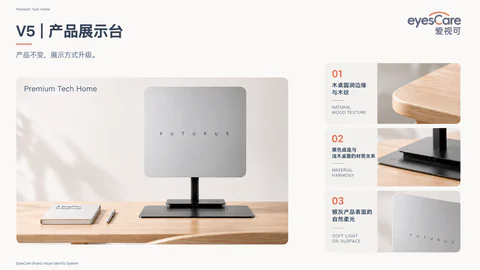 Premium Tech Home
V5 | 产品展示台
产品不变，展示方式升级。
eyesCare
爱视可
Premium Tech Home
FUTURUS
01
木桌圆润边缘
与木纹
NATURAL
WOOD TEXTURE
02
黑色底座与
浅木桌面的材质关系
MATERIAL
HARMONY
03
银灰产品表面的
自然柔光
SOFT LIGHT
ON SURFACE
FUTURUS
EyesCare Brand Visual Identity System